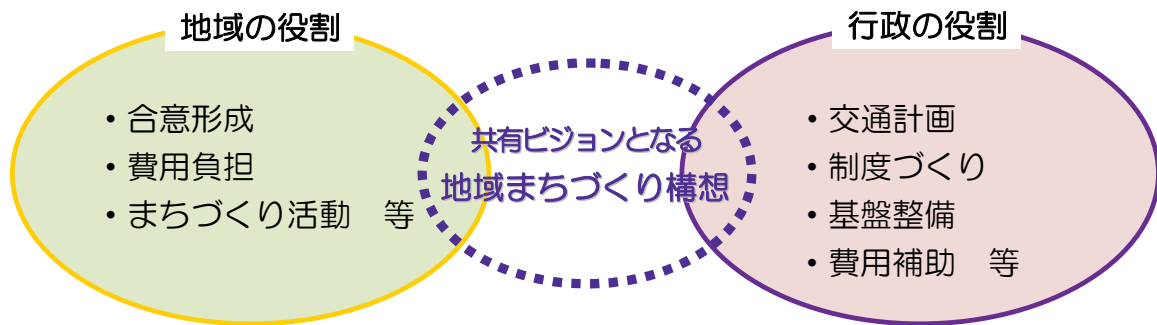 地域の役割
・合意形成
・費用負担
・まちづくり活動　等
共有ビジョンとなる
地域まちづくり構想
行政の役割
・交通計画
・制度づくり
・基盤整備
・費用補助　等